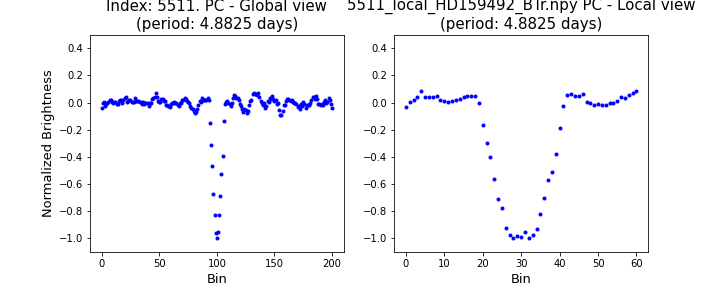 Index: 5511. PC - Global view
(period: 4.8825 days)
5511_local_HD159492_BTr.npy PC - Local view
(period: 4.8825 days)
Normalized Brightness
0.4
0.2
0.0
−0.2
−0.4
−0.6
−0.8
−1.0
0 50 100 150 200
Bin
0.4
0.2
0.0
−0.2
−0.4
−0.6
−0.8
−1.0
0 10 20 30 40 50 60
Bin